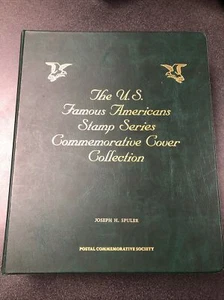 The U.S.
Famous Americans
Stamp Series
Commemorative Cover
Collection
JOSEPH H. SPULER
POSTAL COMMEMORATIVE SOCIETY